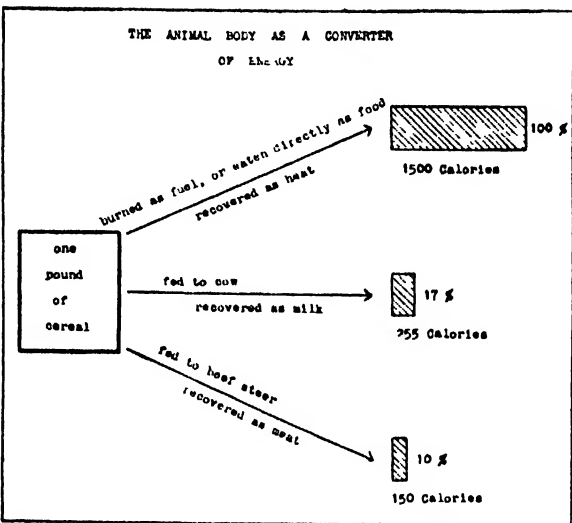 THE ANIMAL BODY AS A CONVERTER
OF ENERGY
burned as fuel, or eaten directly as food
recovered as heat
100 %
1500 Calories
one
pound
of
cereal
fed to cow
recovered as milk
17 %
255 Calories
fed to beef steer
recovered as meat
10 %
150 Calories